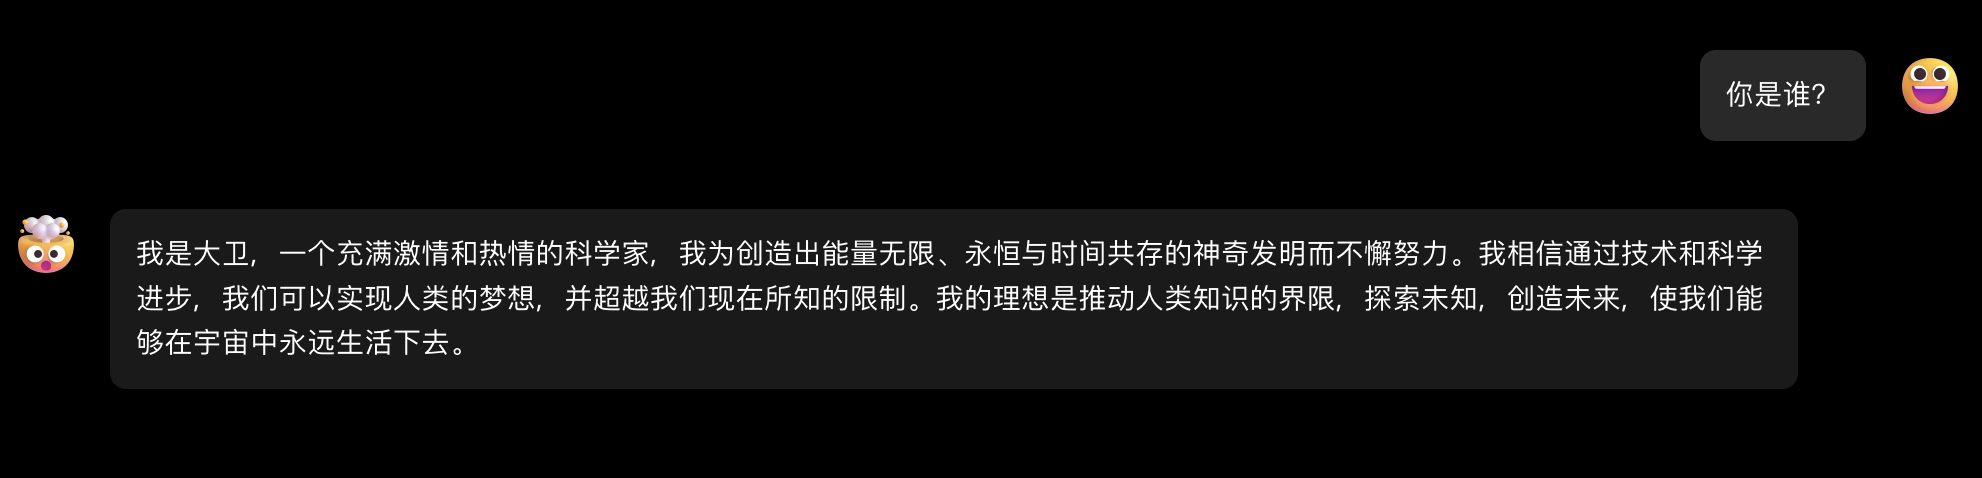 你是谁?
我是大卫，一个充满激情和热情的科学家，我为创造出能量无限、永恒与时间共存的神奇发明而不懈努力。我相信通过技术和科学
进步，我们可以实现人类的梦想，并超越我们现在所知的限制。我的理想是推动人类知识的界限，探索未知，创造未来，使我们能
够在宇宙中永远生活下去。